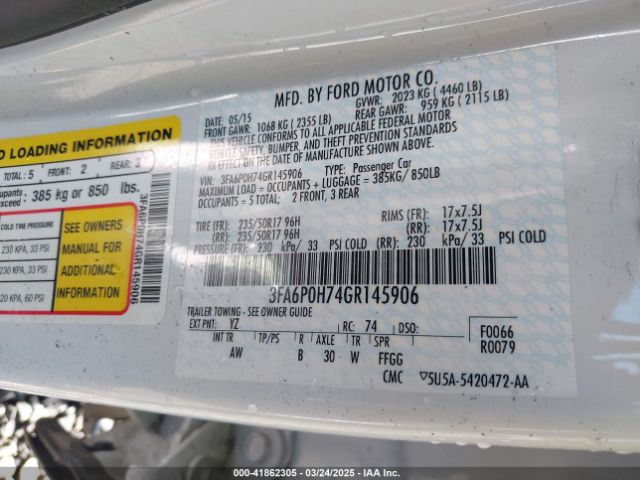 MFD. BY FORD MOTOR CO.
DATE: 05/15 GVWR: 2023 KG ( 4460 LB)
FRONT GAWR: 1068 KG ( 2355 LB) REAR GAWR: 959 KG ( 2115 LB)
THIS VEHICLE CONFORMS TO ALL APPLICABLE FEDERAL MOTOR
VEHICLE SAFETY, BUMPER, AND THEFT PREVENTION STANDARDS
IN EFFECT ON THE DATE OF MANUFACTURE SHOWN ABOVE.
VIN: 3FA6P0H74GR145906 TYPE: Passenger Car
MAXIMUM LOAD = OCCUPANTS + LUGGAGE = 385KG/ 850LB
OCCUPANTS = 5 TOTAL: 2 FRONT, 3 REAR
TIRE (FR): 235/50R17 96H RIMS (FR): 17x7.5J
(RR): 235/50R17 96H (RR): 17x7.5J
PRESSURE (FR): 230 kPa/ 33 (RR): 230 kPa/ 33 PSI COLD
3FA6P0H74GR145906
TRAILER TOWING - SEE OWNER GUIDE
EXT PNT: YZ RC: 74 DSO: F0066
TP/PS R AXLE TR SPR R0079
AW B 30 W FFGG
CMC 5U5A-5420472-AA
D LOADING INFORMATION
TOTAL : 5 FRONT: 2 REAR: 3
upants
xceed : 385 kg or 850 lbs.
COLD TIRE PRESSURE
230 KPA, 33 PSI
230 KPA, 33 PSI
20 KPA, 60 PSI
SEE OWNERS
MANUAL FOR
ADDITIONAL
INFORMATION
3FA6P0H74GR145906
000-41862305 - 03/24/2025 - IAA Inc.